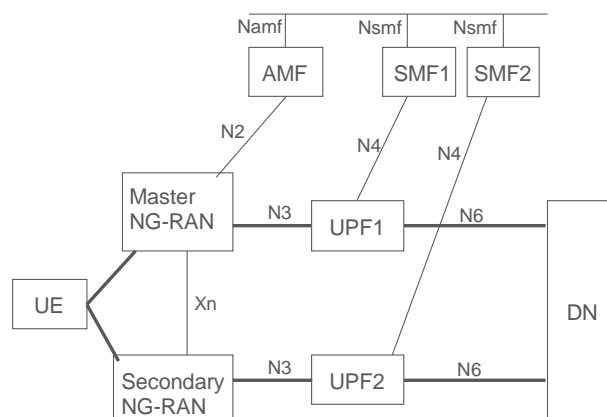 Namf Nsmf Nsmf
AMF SMF1 SMF2
N2 N4 N4
Master
NG-RAN
N3 UPF1 N6
UE Xn DN
Secondary
NG-RAN
N3 UPF2 N6